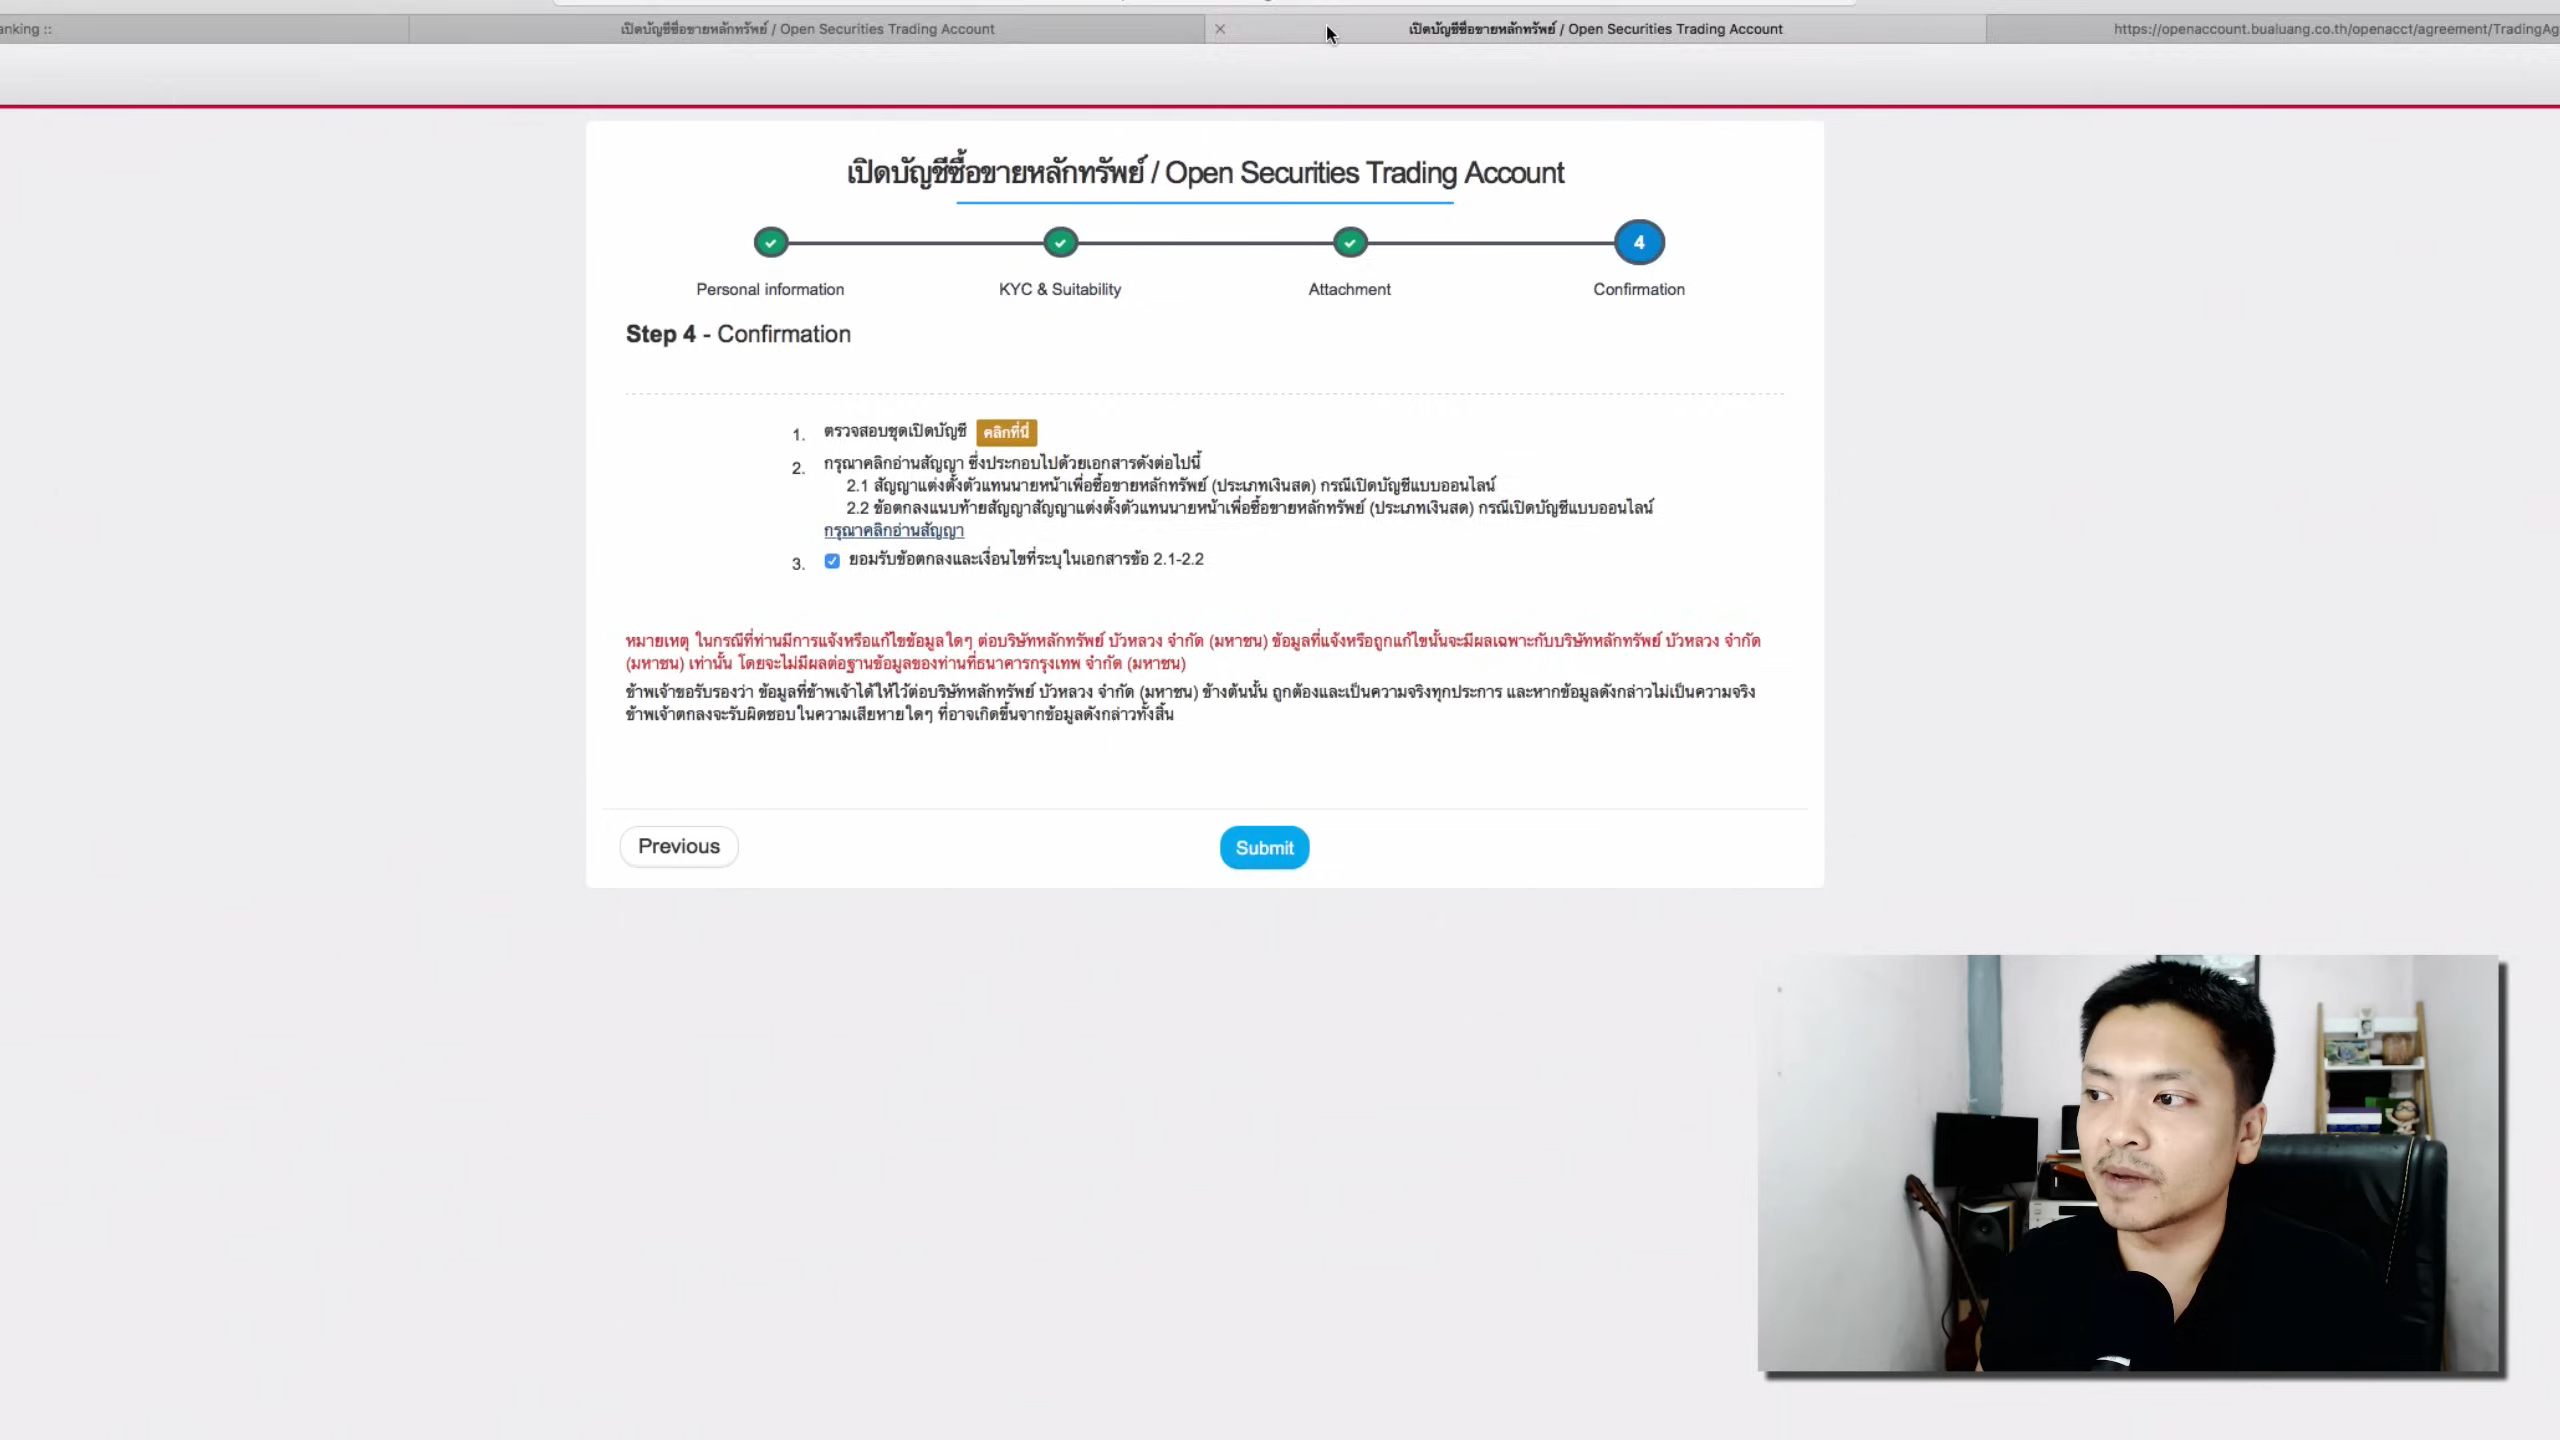 anking ::
เปิดบัญชีซื้อขายหลักทรัพย์ / Open Securities Trading Account
เปิดบัญชีซื้อขายหลักทรัพย์ / Open Securities Trading Account
https://openaccount.bualuang.co.th/openacct/agreement/TradingAg
เปิดบัญชีซื้อขายหลักทรัพย์ / Open Securities Trading Account
4
Personal information
KYC & Suitability
Attachment
Confirmation
Step 4 - Confirmation
1. ตรวจสอบชุดเปิดบัญชี คลิกที่นี่
2. กรุณาคลิกอ่านสัญญา ซึ่งประกอบไปด้วยเอกสารดังต่อไปนี้
2.1 สัญญาแต่งตั้งตัวแทนนายหน้าเพื่อซื้อขายหลักทรัพย์ (ประเภทเงินสด) กรณีเปิดบัญชีแบบออนไลน์
2.2 ข้อตกลงแนบท้ายสัญญาสัญญาแต่งตั้งตัวแทนนายหน้าเพื่อซื้อขายหลักทรัพย์ (ประเภทเงินสด) กรณีเปิดบัญชีแบบออนไลน์
กรุณาคลิกอ่านสัญญา
3. ยอมรับข้อตกลงและเงื่อนไขที่ระบุในเอกสารข้อ 2.1-2.2
หมายเหตุ ในกรณีที่ท่านมีการแจ้งหรือแก้ไขข้อมูลใดๆ ต่อบริษัทหลักทรัพย์ บัวหลวง จำกัด (มหาชน) ข้อมูลที่แจ้งหรือถูกแก้ไขนั้นจะมีผลเฉพาะกับบริษัทหลักทรัพย์ บัวหลวง จำกัด
(มหาชน) เท่านั้น โดยจะไม่มีผลต่อฐานข้อมูลของท่านที่ธนาคารกรุงเทพ จำกัด (มหาชน)
ข้าพเจ้าขอรับรองว่า ข้อมูลที่ข้าพเจ้าได้ให้ไว้ต่อบริษัทหลักทรัพย์ บัวหลวง จำกัด (มหาชน) ข้างต้นนั้น ถูกต้องและเป็นความจริงทุกประการ และหากข้อมูลดังกล่าวไม่เป็นความจริง
ข้าพเจ้าตกลงจะรับผิดชอบในความเสียหายใดๆ ที่อาจเกิดขึ้นจากข้อมูลดังกล่าวทั้งสิ้น
Previous
Submit